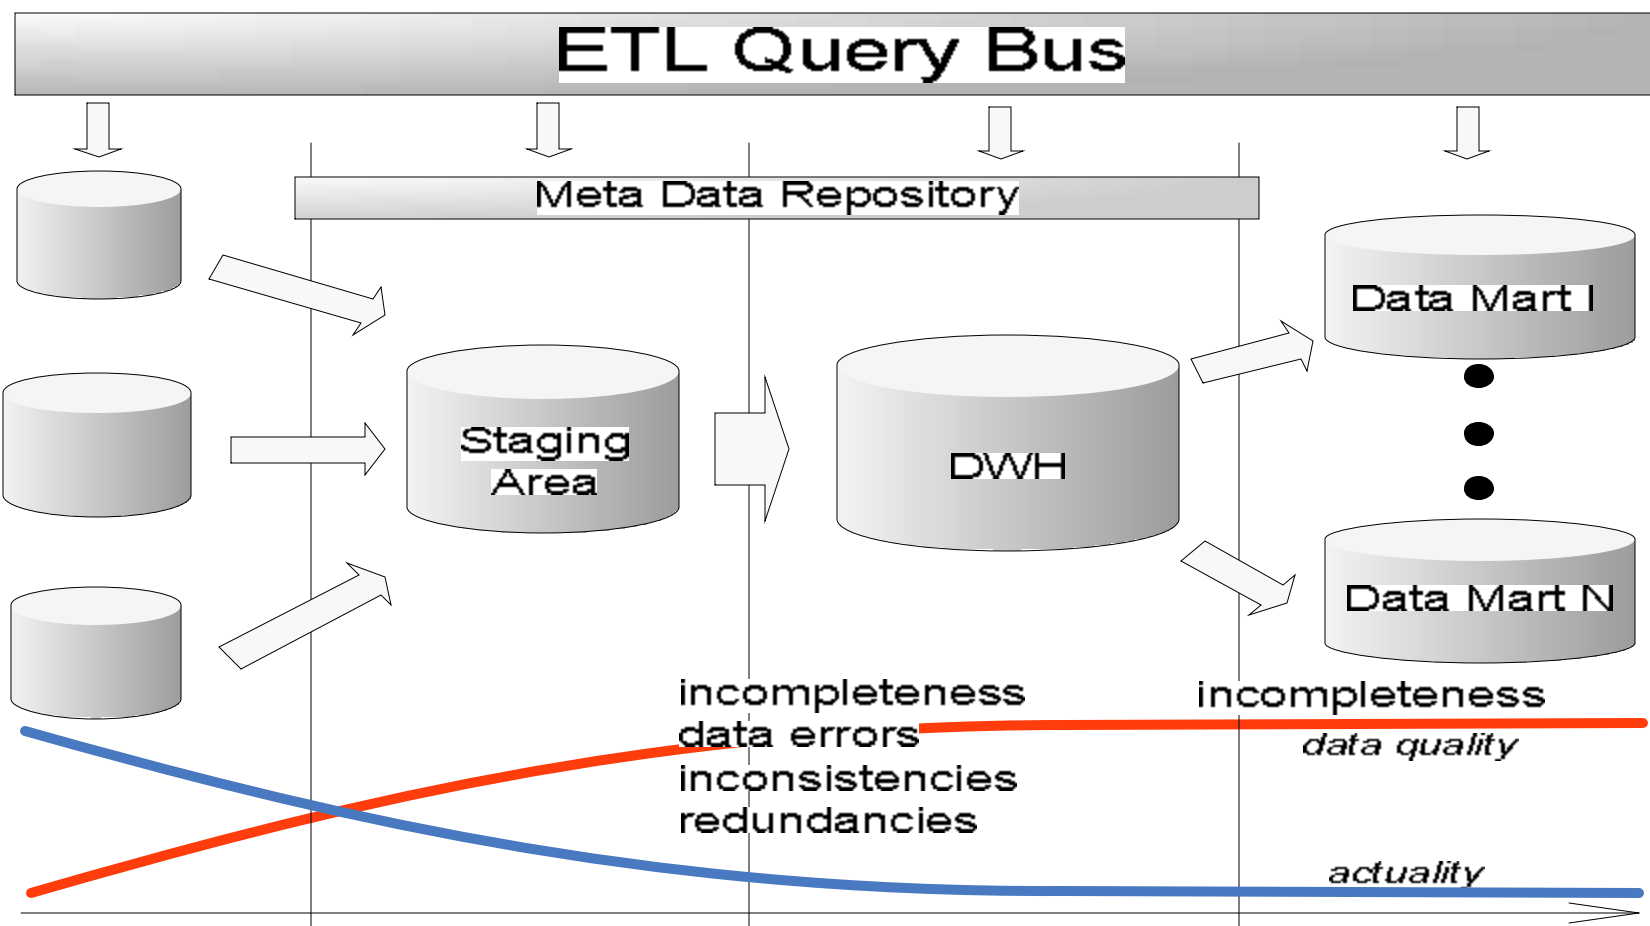 ETL Query Bus
Meta Data Repository
Data Mart I
Staging
Area
DWH
Data Mart N
incompleteness
data errors
inconsistencies
redundancies
incompleteness
data quality
actuality